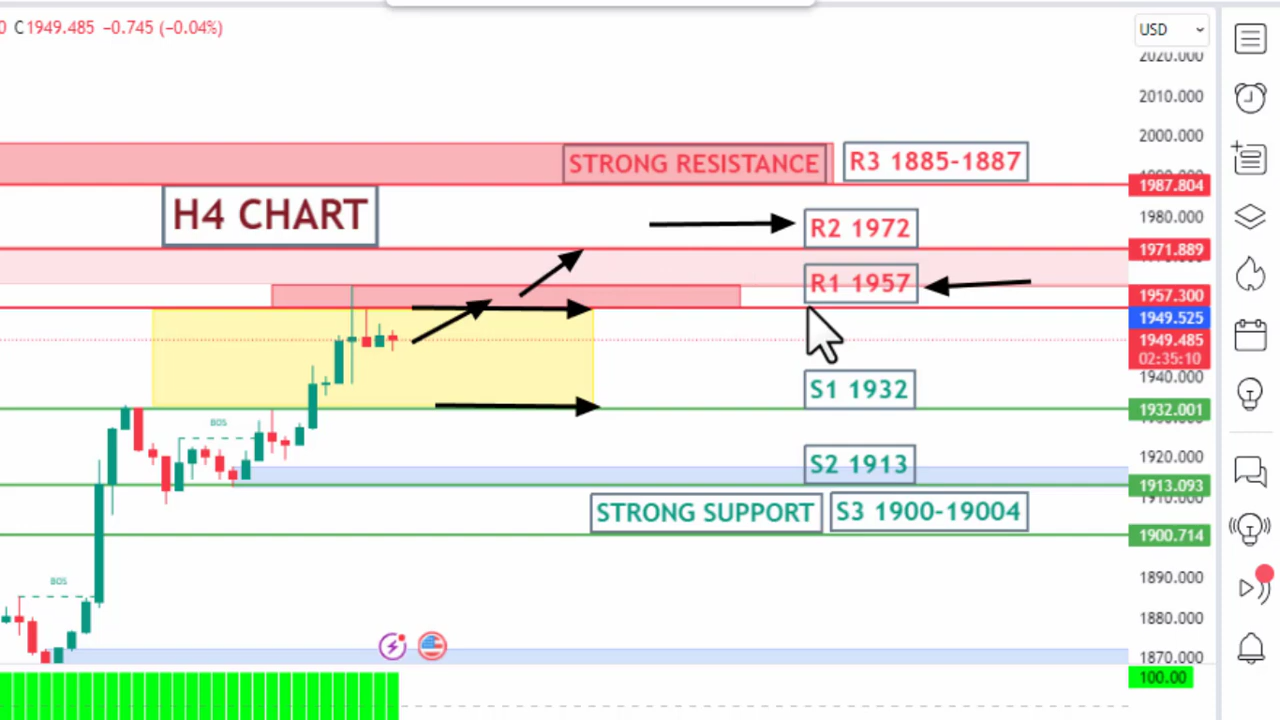 C1949.485 −0.745 (−0.04%)
USD
2010.000
2000.000
STRONG RESISTANCE
R3 1885-1887
1987.804
H4 CHART
1980.000
R2 1972
1971.889
R1 1957
1957.300
1949.525
1949.485
02:35:10
1940.000
S1 1932
1932.001
BOS
1920.000
S2 1913
1913.093
STRONG SUPPORT
S3 1900-19004
1900.714
BOS
1890.000
1880.000
1870.000
100.00